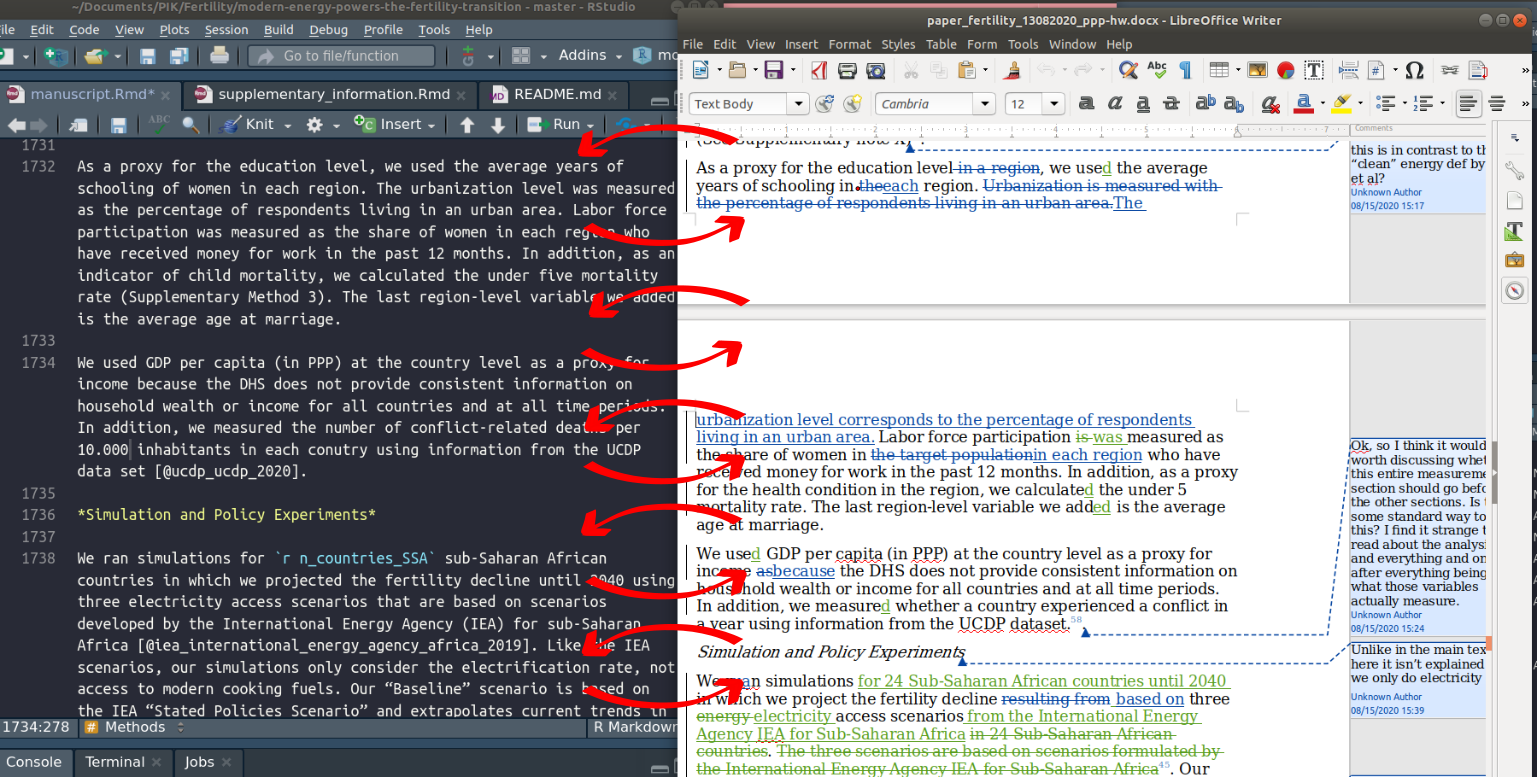 ~/Documents/PIK/Fertility/modern-energy-powers-the-fertility-transition - master - RStudio
ile Edit Code View Plots Session Build Debug Profile Tools Help
Go to file/function Addins
manuscript.Rmd* supplementary_information.Rmd README.md
Knit Insert Run
1731
1732 As a proxy for the education level, we used the average years of
schooling of women in each region. The urbanization level was measured
as the percentage of respondents living in an urban area. Labor force
participation was measured as the share of women in each region who
have received money for work in the past 12 months. In addition, as an
indicator of child mortality, we calculated the under five mortality
rate (Supplementary Method 3). The last region-level variable we added
is the average age at marriage.
1733
1734 We used GDP per capita (in PPP) at the country level as a proxy for
income because the DHS does not provide consistent information on
household wealth or income for all countries and at all time periods.
In addition, we measured the number of conflict-related deaths per
10.000 inhabitants in each conutry using information from the UCDP
data set [@ucdp_ucdp_2020].
1735
1736 *Simulation and Policy Experiments*
1737
1738 We ran simulations for `r n_countries_SSA` sub-Saharan African
countries in which we projected the fertility decline until 2040 using
three electricity access scenarios that are based on scenarios
developed by the International Energy Agency (IEA) for sub-Saharan
Africa [@iea_international_energy_agency_africa_2019]. Like the IEA
scenarios, our simulations only consider the electrification rate, not
access to modern cooking fuels. Our “Baseline” scenario is based on
the IEA “Stated Policies Scenario” and extrapolates current trends in
1734:278 # Methods R Markdown
Console Terminal Jobs
paper_fertility_13082020_ppp-hw.docx - LibreOffice Writer
File Edit View Insert Format Styles Table Form Tools Window Help
Text Body Cambria 12
Comments
As a proxy for the education level in a region, we used the average
years of schooling in theeach region. Urbanization is measured with
the percentage of respondents living in an urban area.The
urbanization level corresponds to the percentage of respondents
living in an urban area. Labor force participation is was measured as
the share of women in the target populationin each region who have
received money for work in the past 12 months. In addition, as a proxy
for the health condition in the region, we calculated the under 5
mortality rate. The last region-level variable we added is the average
age at marriage.
We used GDP per capita (in PPP) at the country level as a proxy for
income asbecause the DHS does not provide consistent information on
household wealth or income for all countries and at all time periods.
In addition, we measured whether a country experienced a conflict in
a year using information from the UCDP dataset.58
Simulation and Policy Experiments
We ran simulations for 24 Sub-Saharan African countries until 2040
in which we project the fertility decline resulting from based on three
energy electricity access scenarios from the International Energy
Agency IEA for Sub-Saharan Africa in 24 Sub-Saharan African
countries. The three scenarios are based on scenarios formulated by
the International Energy Agency IEA for Sub-Saharan Africa45. Our
this is in contrast to th
“clean” energy def by
et al?
Unknown Author
08/15/2020 15:17
Ok, so I think it would
worth discussing whet
this entire measureme
section should go befo
the other sections. Is
some standard way to
this? I find it strange t
read about the analysi
and everything and on
after everything being
what those variables
actually measure.
Unknown Author
08/15/2020 15:24
Unlike in the main tex
here it isn’t explained
we only do electricity
Unknown Author
08/15/2020 15:39